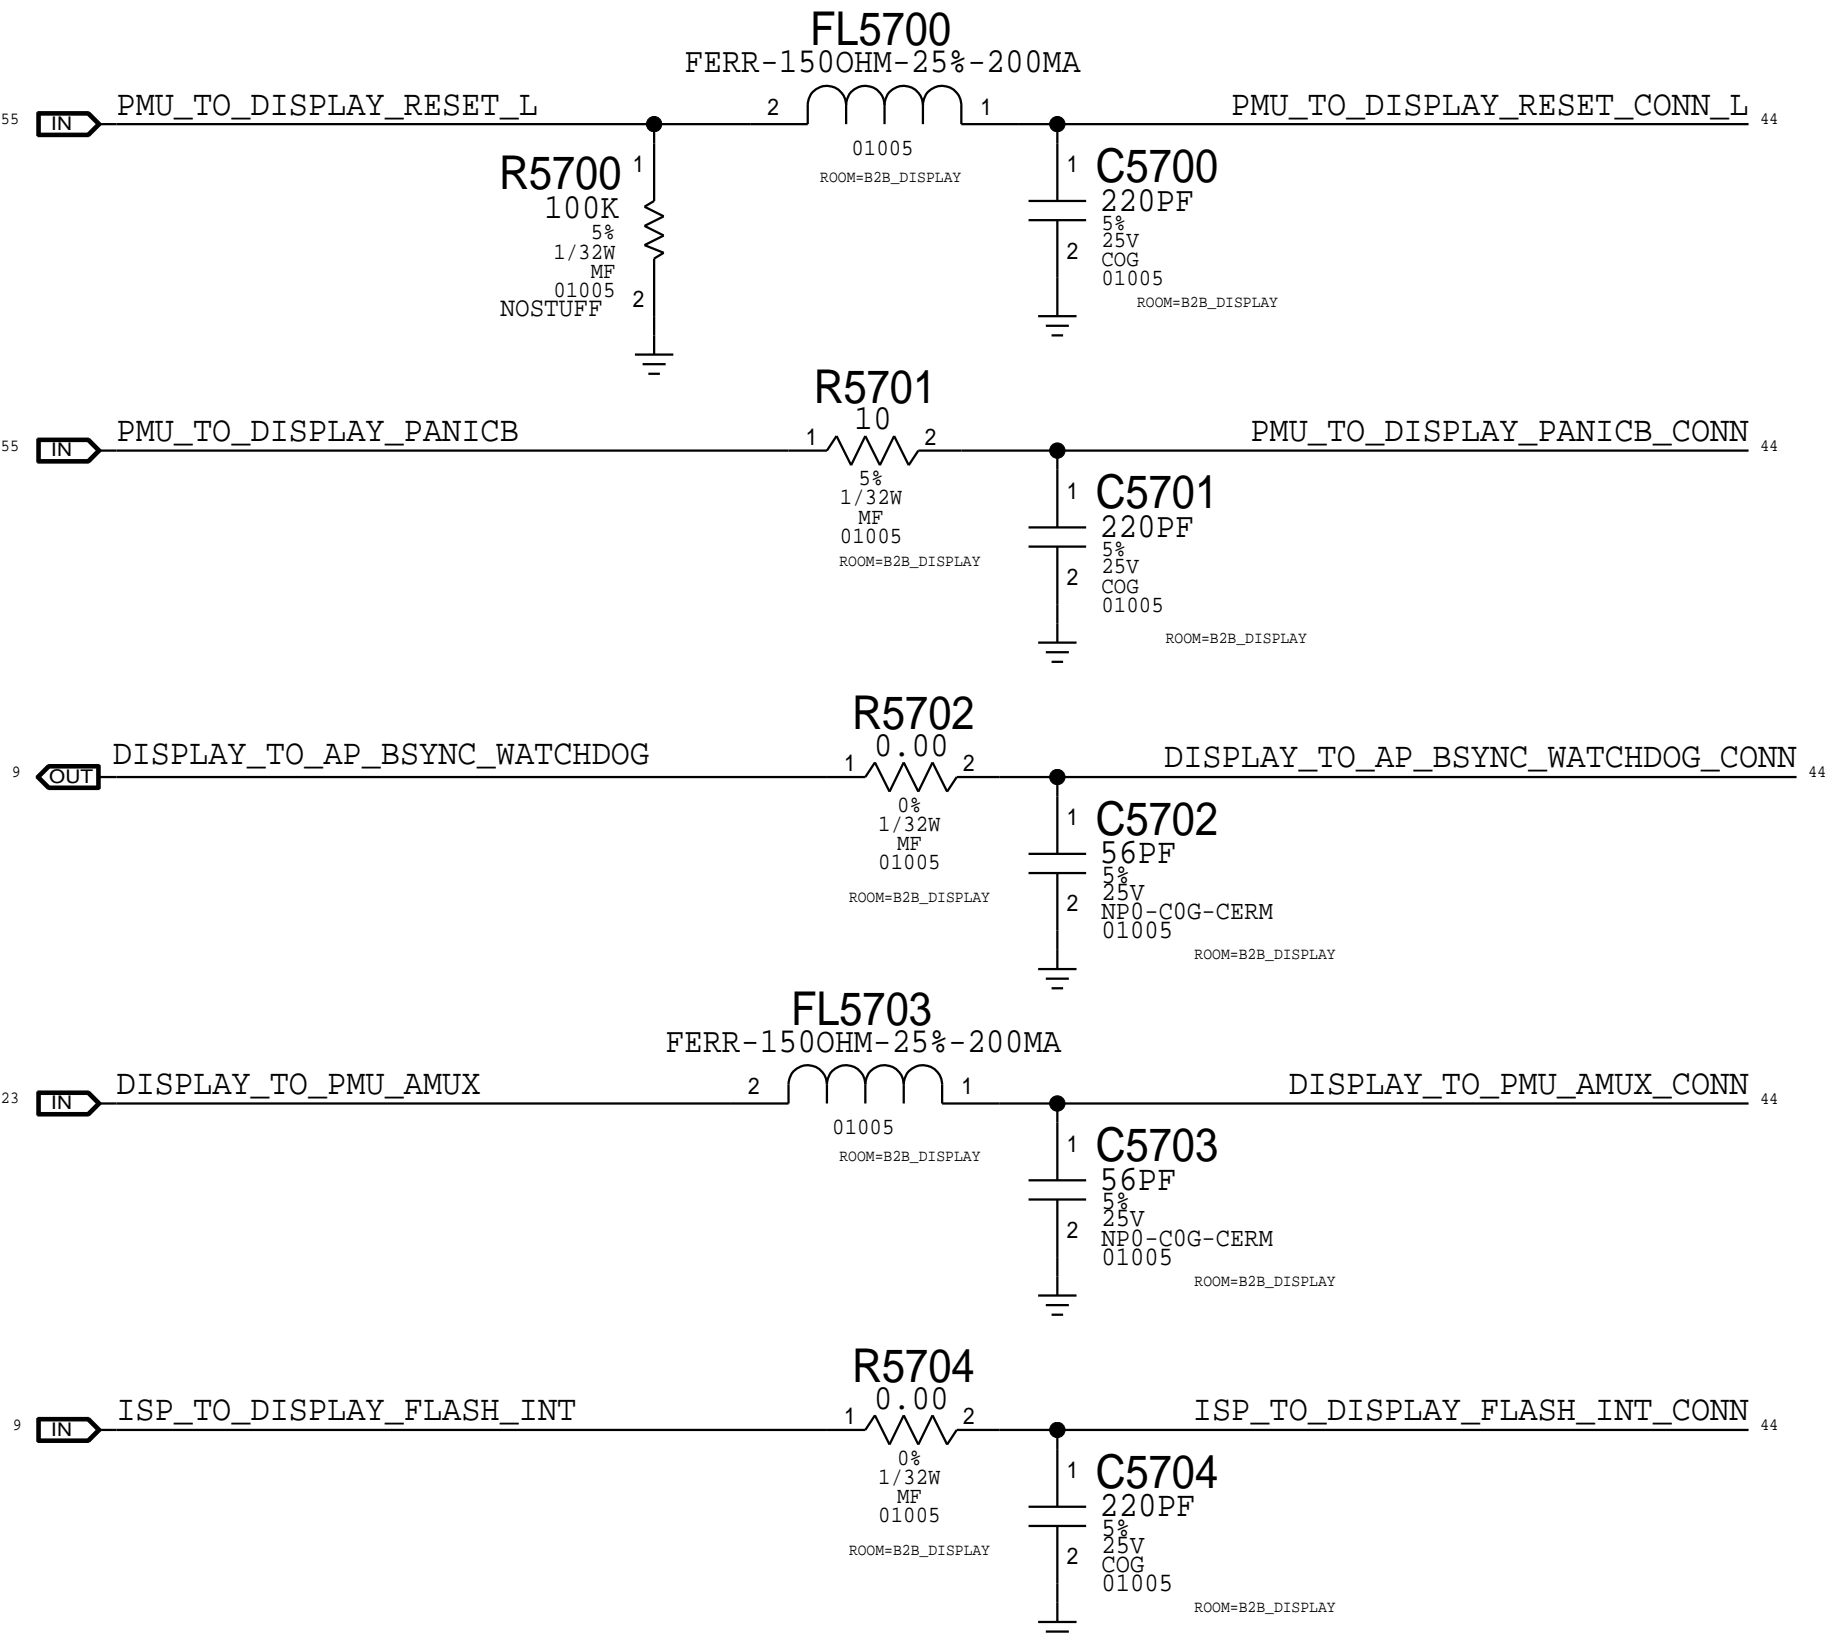 FL5700
FERR-150OHM-25%-200MA
55 IN PMU_TO_DISPLAY_RESET_L 2 1 PMU_TO_DISPLAY_RESET_CONN_L 44
01005
ROOM=B2B_DISPLAY
R5700 1
100K
5%
1/32W
MF
01005
NOSTUFF 2
1 C5700
220PF
5%
25V
2
COG
01005
ROOM=B2B_DISPLAY
R5701
10
55 IN PMU_TO_DISPLAY_PANICB 1 2 PMU_TO_DISPLAY_PANICB_CONN 44
5%
1/32W
MF
01005
ROOM=B2B_DISPLAY
1 C5701
220PF
5%
25V
2
COG
01005
ROOM=B2B_DISPLAY
R5702
0.00
9 OUT DISPLAY_TO_AP_BSYNC_WATCHDOG 1 2 DISPLAY_TO_AP_BSYNC_WATCHDOG_CONN 44
0%
1/32W
MF
01005
ROOM=B2B_DISPLAY
1 C5702
56PF
5%
25V
2
NP0-C0G-CERM
01005
ROOM=B2B_DISPLAY
FL5703
FERR-150OHM-25%-200MA
23 IN DISPLAY_TO_PMU_AMUX 2 1 DISPLAY_TO_PMU_AMUX_CONN 44
01005
ROOM=B2B_DISPLAY
1 C5703
56PF
5%
25V
2
NP0-C0G-CERM
01005
ROOM=B2B_DISPLAY
R5704
0.00
9 IN ISP_TO_DISPLAY_FLASH_INT 1 2 ISP_TO_DISPLAY_FLASH_INT_CONN 44
0%
1/32W
MF
01005
ROOM=B2B_DISPLAY
1 C5704
220PF
5%
25V
2
COG
01005
ROOM=B2B_DISPLAY